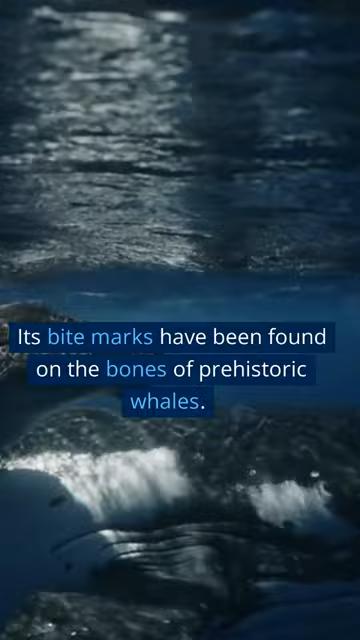 Its bite marks have been found
on the bones of prehistoric
whales.